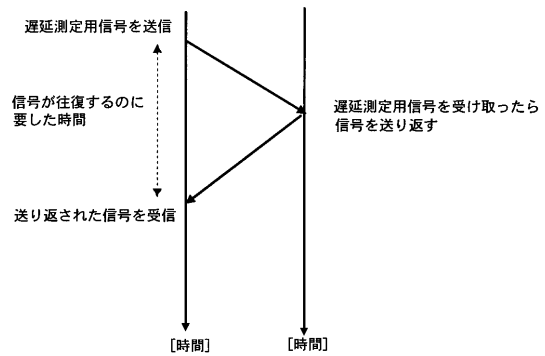 遅延測定用信号を送信
信号が往復するのに
要した時間
遅延測定用信号を受け取ったら
信号を送り返す
送り返された信号を受信
[時間]
[時間]